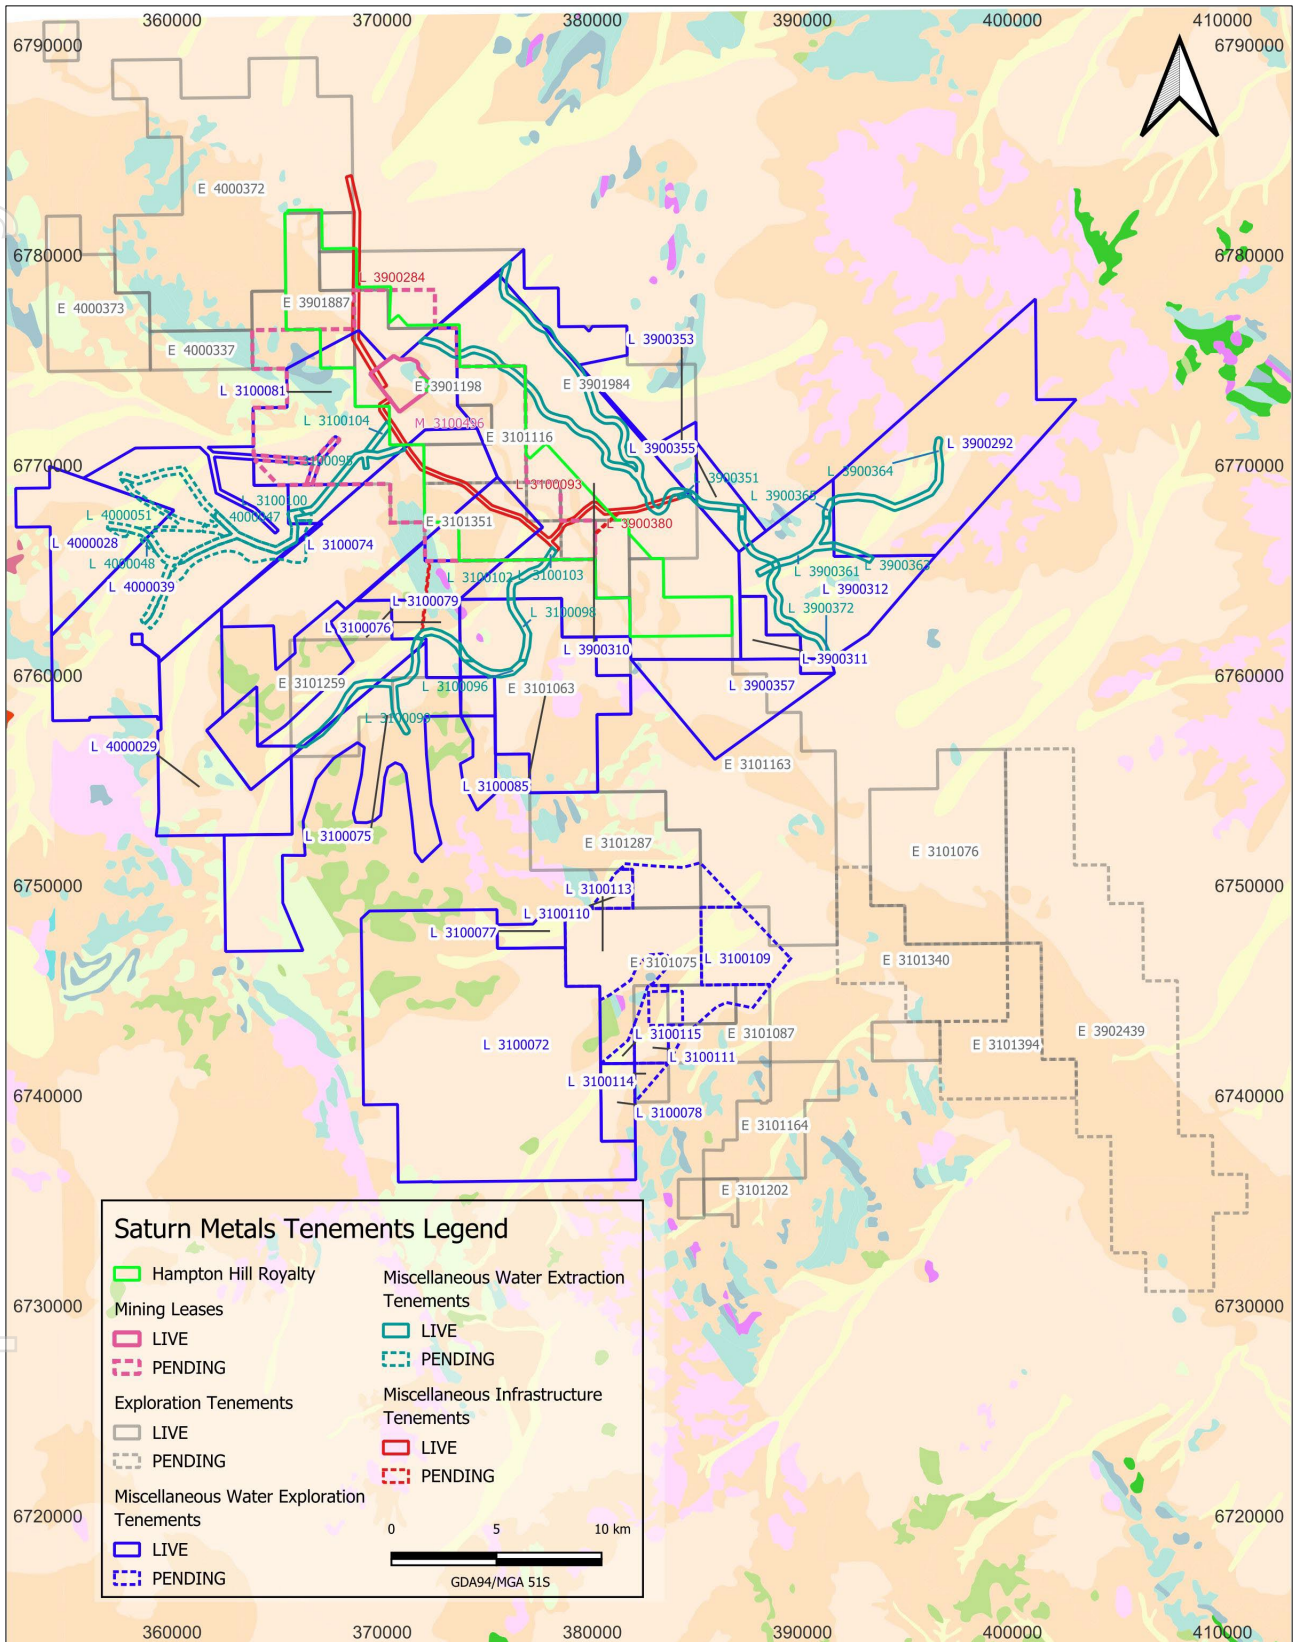 360000 370000 380000 390000 400000 410000
6790000 6790000
E 4000372
6780000 6780000
L 3900284
E 3901887
E 4000373
L 3900353
E 4000337
E 3901984
E 3901198
L 3100081
L 3100104
M 3100496
E 3101116
L 3900292
L 3900355
L 3100095
6770000 6770000
L 3900364
L 3900351
L 3100093
L 3100100
L 3900365
L 4000051
L 4000047
E 3101351
L 3900380
L 4000028
L 3100074
L 4000048
L 3900363
L 3900361
L 3100102
L 3100103
L 4000039
L 3900312
L 3100079
L 3900372
L 3100098
L 3100076
L 3900310
L 3900311
6760000 6760000
E 3101259
L 3100096
E 3101063
L 3900357
L 3100099
L 4000029
E 3101163
L 3100085
L 3100075
E 3101287
E 3101076
6750000 6750000
L 3100113
L 3100110
L 3100077
E 3101075
L 3100109
E 3101340
E 3902439
L 3100115
E 3101087
L 3100072
E 3101394
L 3100111
L 3100114
6740000 6740000
L 3100078
E 3101164
E 3101202
Saturn Metals Tenements Legend
Hampton Hill Royalty
Mining Leases
LIVE
PENDING
Exploration Tenements
LIVE
PENDING
Miscellaneous Water Exploration
Tenements
LIVE
PENDING
Miscellaneous Water Extraction
Tenements
LIVE
PENDING
Miscellaneous Infrastructure
Tenements
LIVE
PENDING
0 5 10 km
GDA94/MGA 51S
6730000 6730000
6720000 6720000
360000 370000 380000 390000 400000 410000